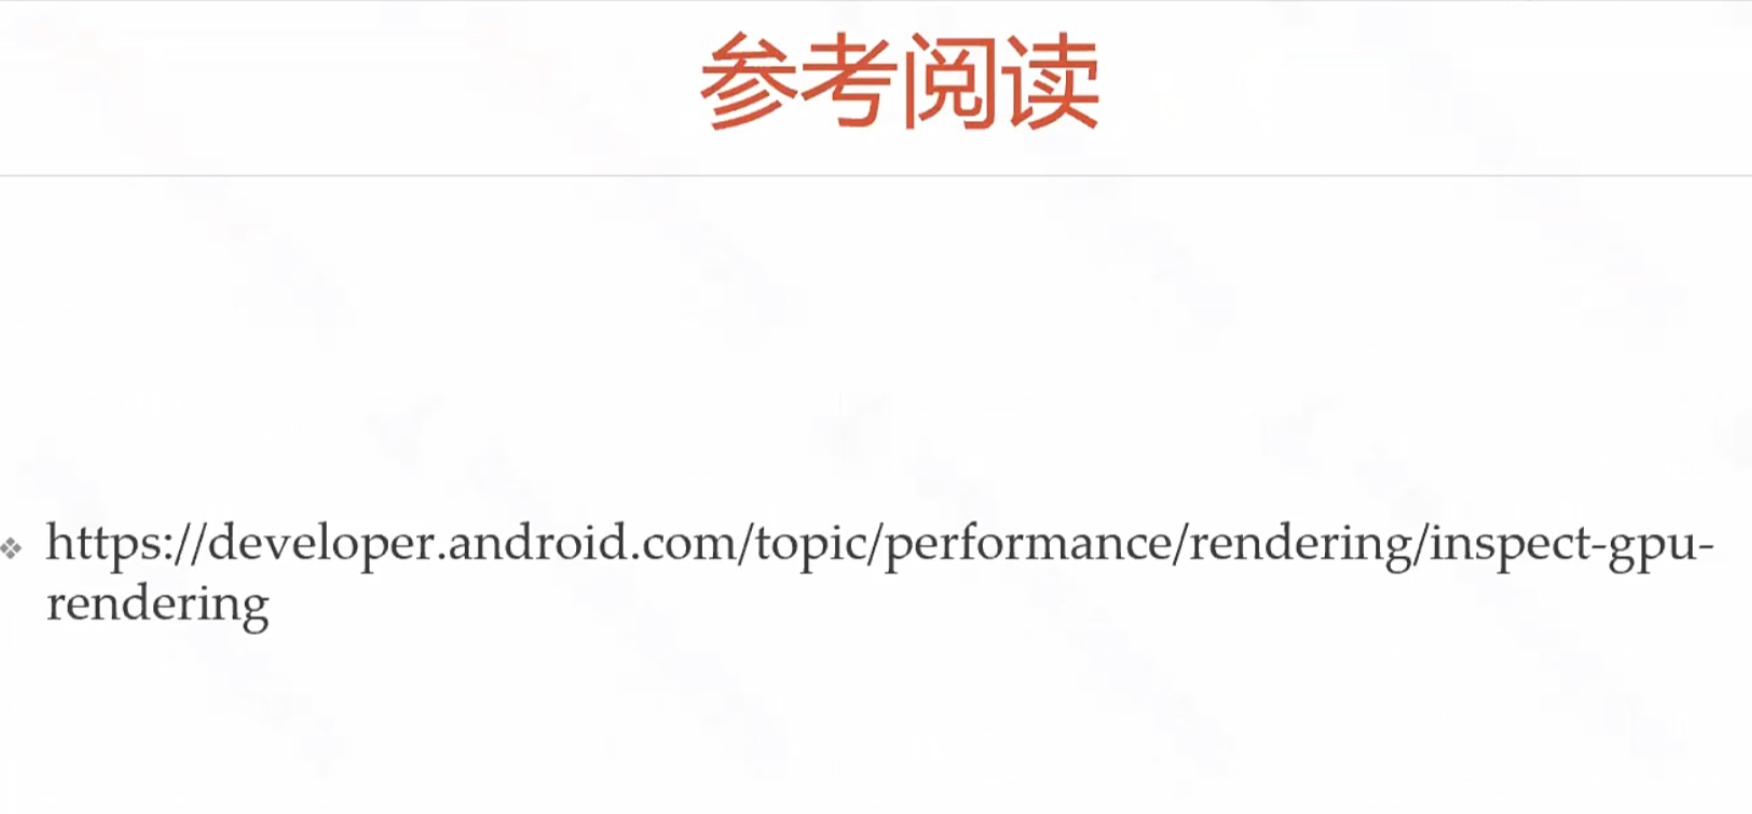 参考阅读
https://developer.android.com/topic/performance/rendering/inspect-gpu-
rendering